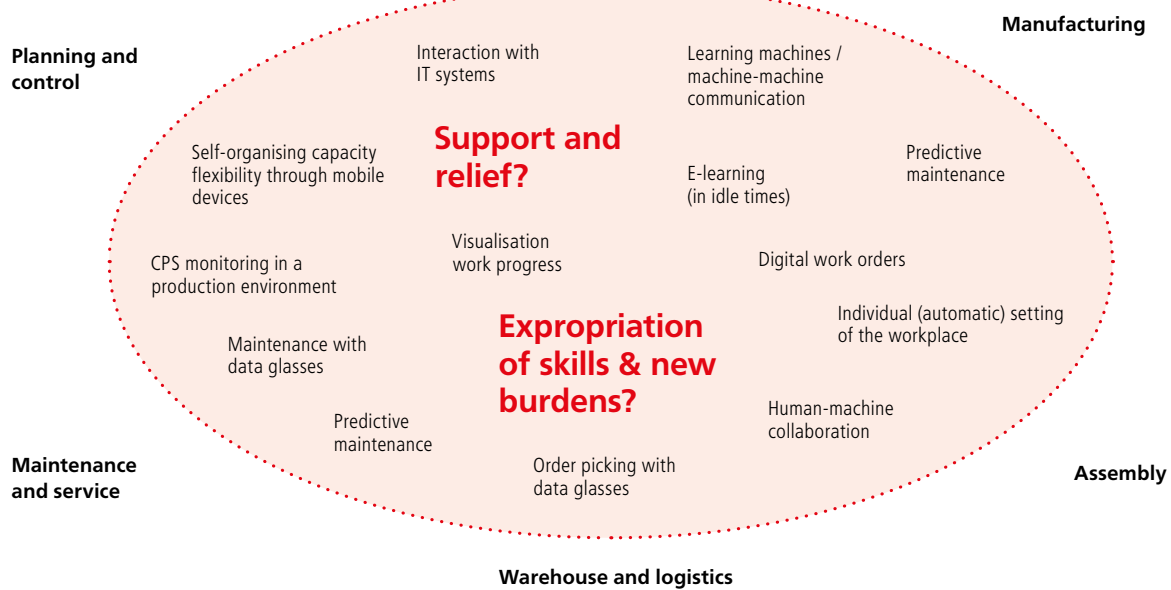 Manufacturing
Planning and
control
Interaction with
IT systems
Learning machines /
machine-machine
communication
Support and
relief?
Self-organising capacity
flexibility through mobile
devices
E-learning
(in idle times)
Predictive
maintenance
Visualisation
work progress
CPS monitoring in a
production environment
Digital work orders
Individual (automatic) setting
of the workplace
Expropriation
of skills & new
burdens?
Maintenance with
data glasses
Predictive
maintenance
Human-machine
collaboration
Order picking with
data glasses
Maintenance
and service
Assembly
Warehouse and logistics